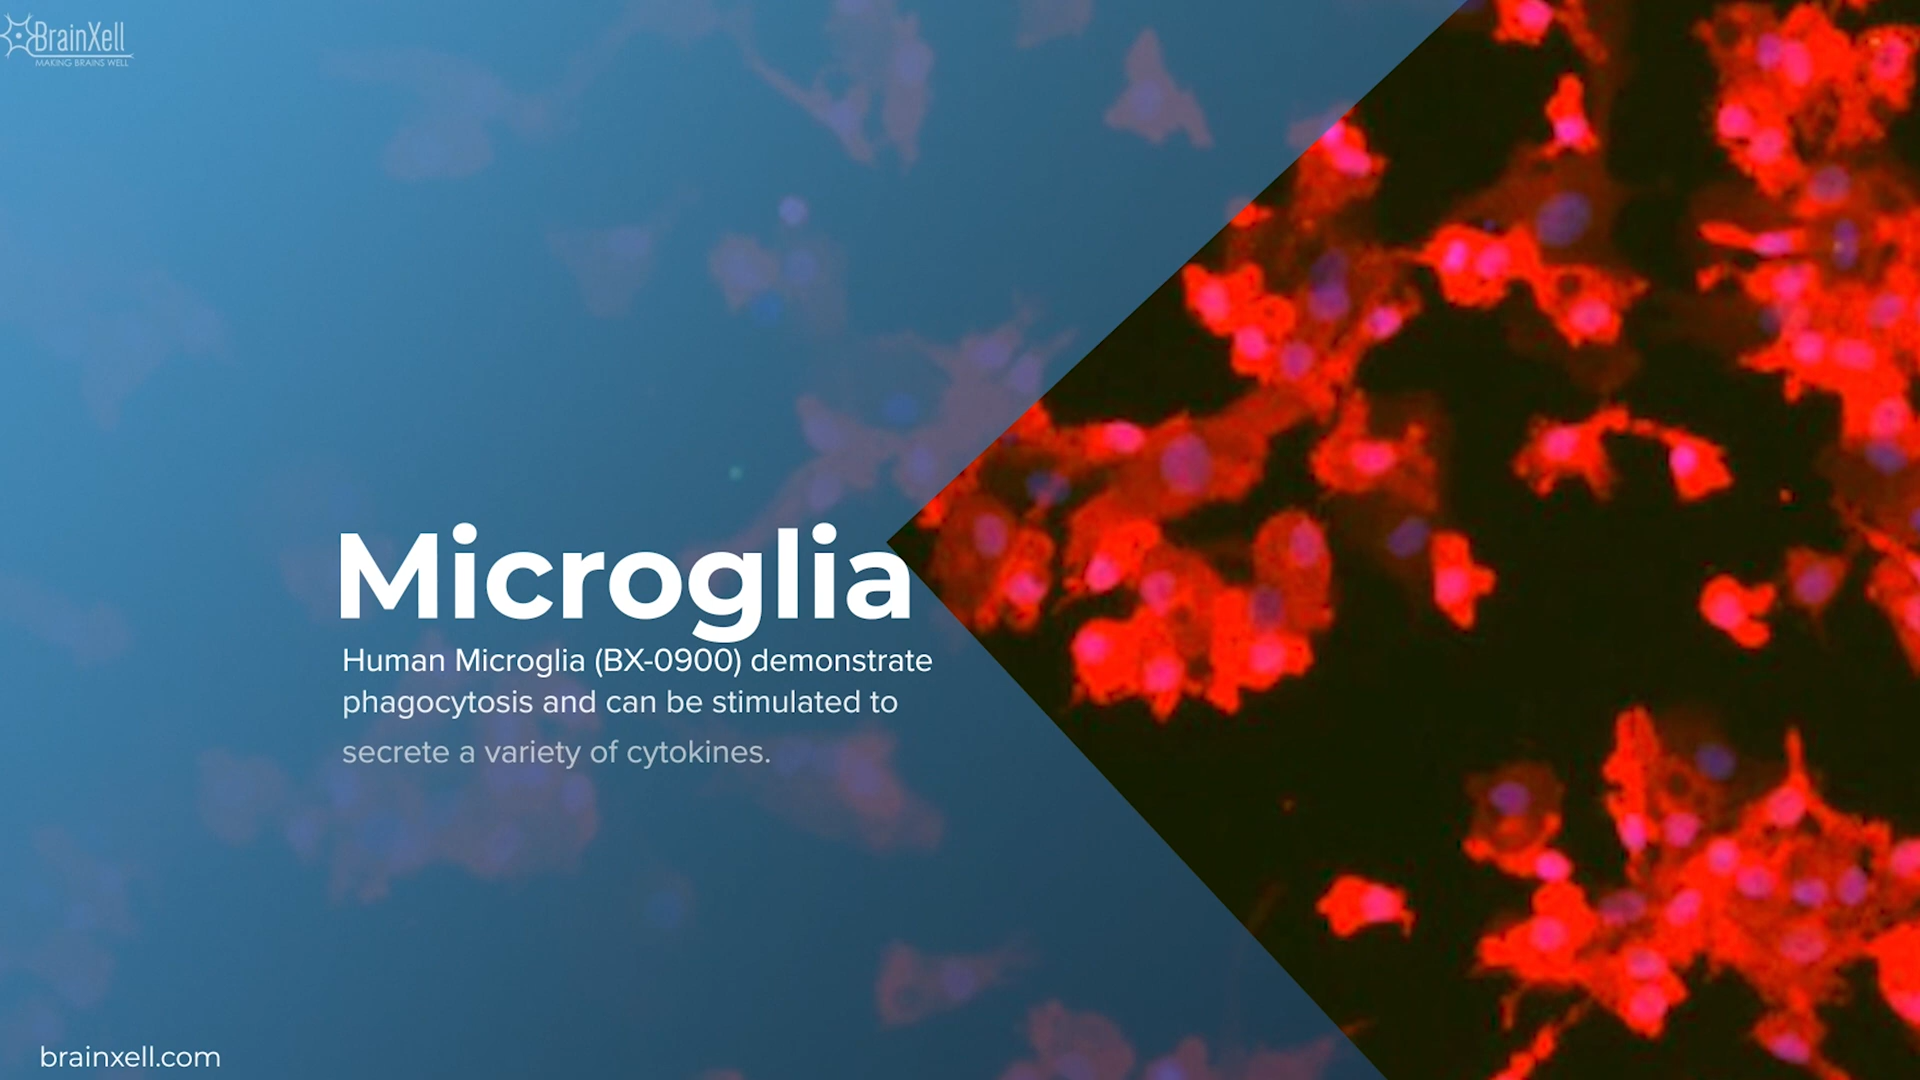 BrainXell
MAKING BRAINS WELL
Microglia
Human Microglia (BX-0900) demonstrate
phagocytosis and can be stimulated to
secrete a variety of cytokines.
brainxell.com